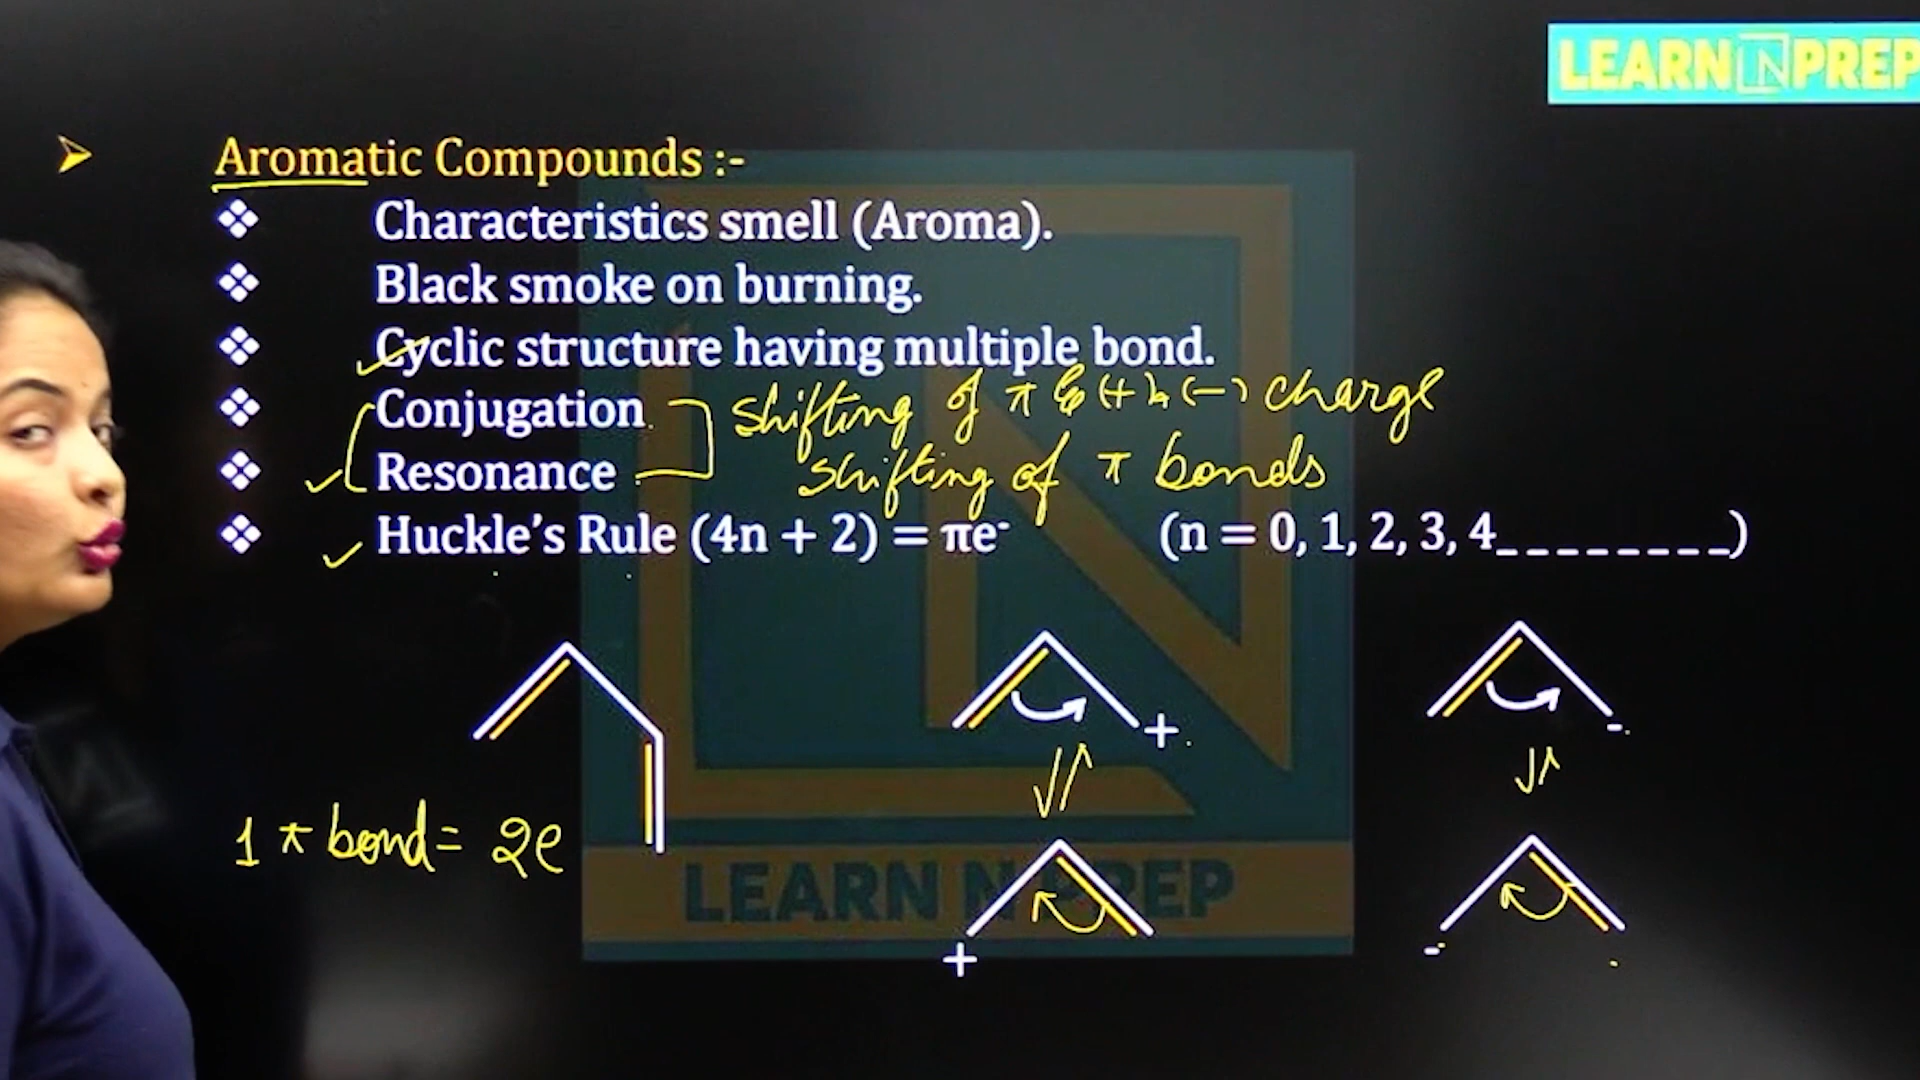 LEARN N PREP
Aromatic Compounds :-
Characteristics smell (Aroma).
Black smoke on burning.
Cyclic structure having multiple bond.
Conjugation
shifting of π & (+) (-) charge
Resonance
shifting of π bonds
Huckle's Rule (4n + 2) = πe⁻ (n = 0, 1, 2, 3, 4_ _ _ _ _ _ _ _ _)
+
-
1 π bond = 2e
LEARN N PREP
+
-